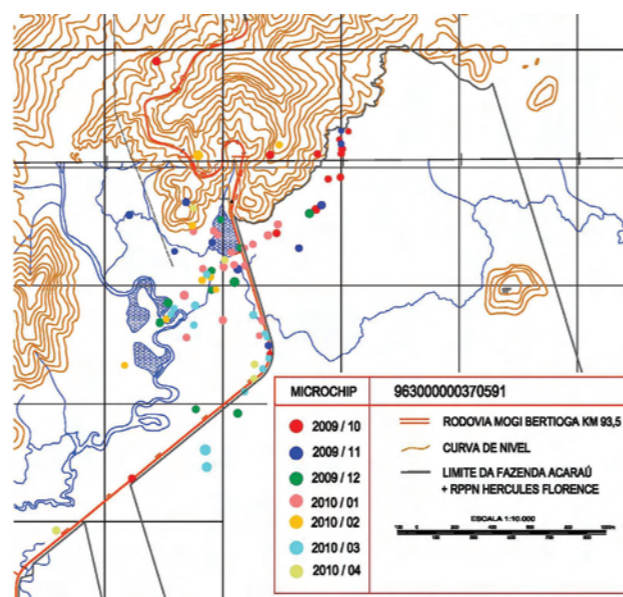 MICROCHIP 963000000370591
2009 / 10
2009 / 11
2009 / 12
2010 / 01
2010 / 02
2010 / 03
2010 / 04
RODOVIA MOGI BERTIOGA KM 93,5
CURVA DE NIVEL
LIMITE DA FAZENDA ACARAÚ
+ RPPN HERCULES FLORENCE
ESCALA 1:10.000